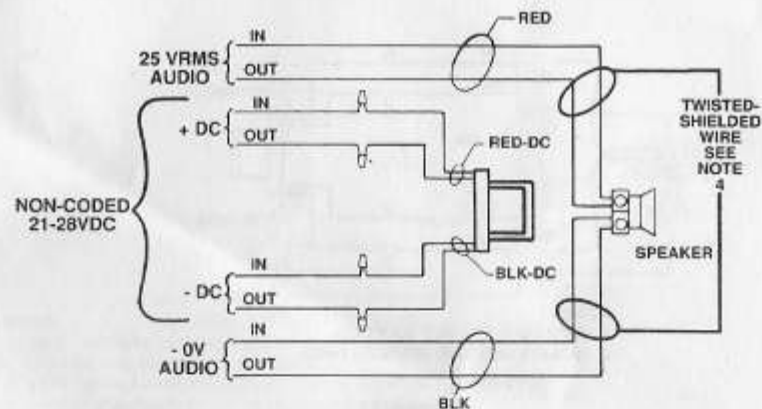 RED
IN
25 VRMS
AUDIO
OUT
IN
+ DC
OUT
RED-DC
TWISTED-
SHIELDED
WIRE
SEE
NOTE
4
NON-CODED
21-28VDC
SPEAKER
BLK-DC
IN
- DC
OUT
IN
- 0V
AUDIO
OUT
BLK